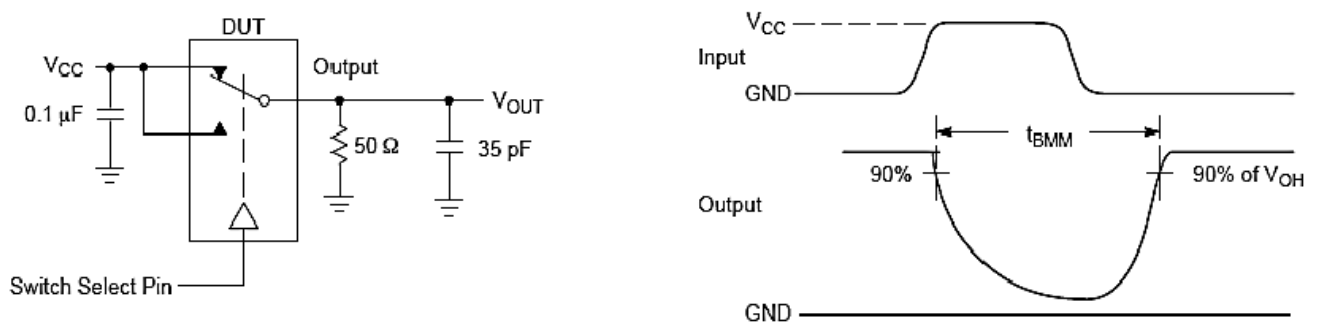 DUT
VCC
Output
VOUT
0.1 μF
50 Ω
35 pF
Switch Select Pin
VCC
Input
GND
tBMM
90%
90% of VOH
Output
GND